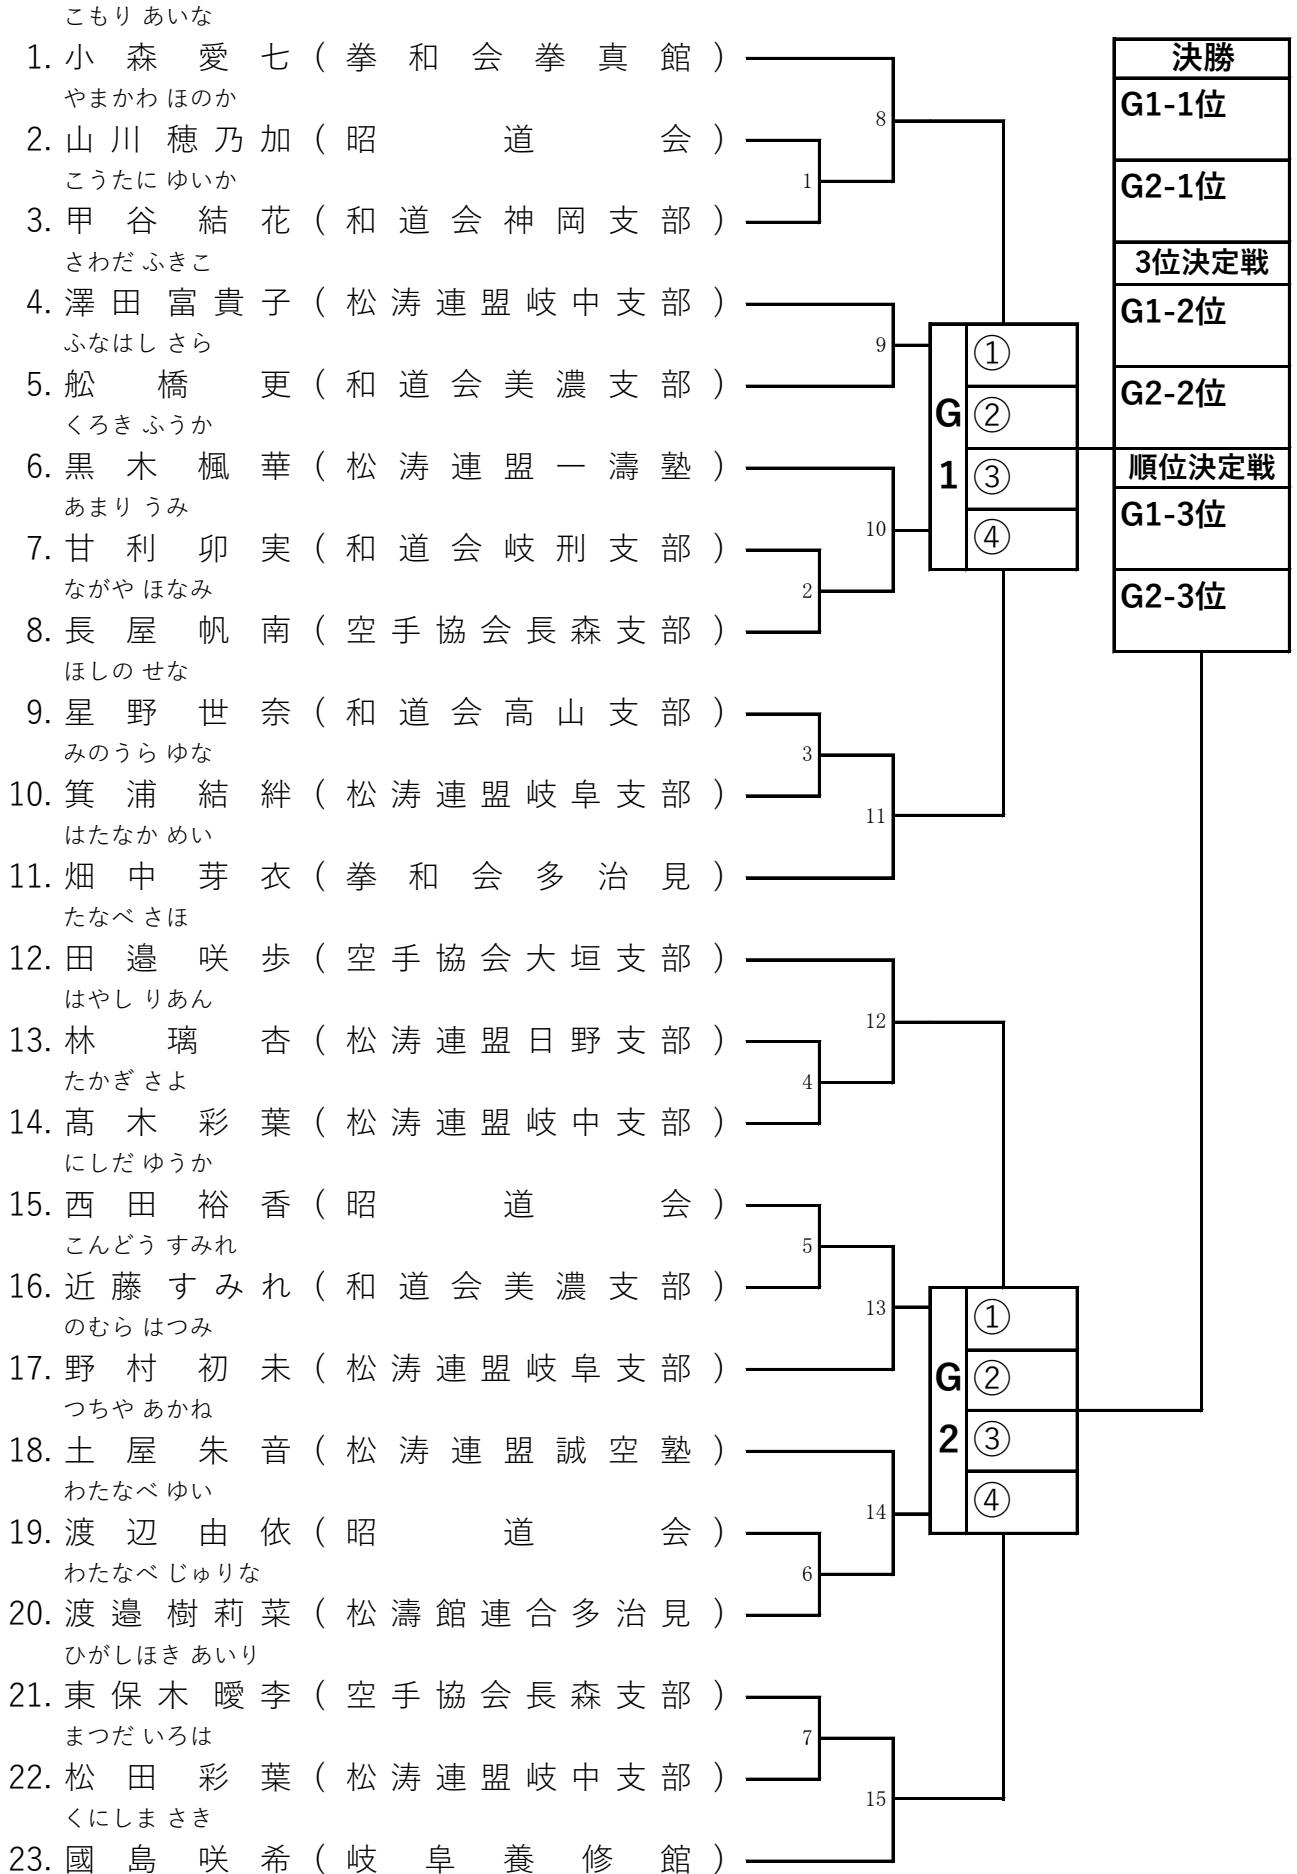 こもり あいな
1. 小森 愛七 (拳和会拳真館)
やまかわ ほのか
2. 山川 穂乃加 (昭道会)
こうたに ゆいか
3. 甲谷 結花 (和道会神岡支部)
さわだ ふきこ
4. 澤田 富貴子 (松涛連盟岐中支部)
ふなはし さら
5. 舩橋 更 (和道会美濃支部)
くろき ふうか
6. 黒木 楓華 (松涛連盟一濤塾)
あまり うみ
7. 甘利 卯実 (和道会岐刑支部)
ながや ほなみ
8. 長屋 帆南 (空手協会長森支部)
ほしの せな
9. 星野 世奈 (和道会高山支部)
みのうら ゆな
10. 箕浦 結絆 (松涛連盟岐阜支部)
はたなか めい
11. 畑中 芽衣 (拳和会多治見)
たなべ さほ
12. 田邉 咲歩 (空手協会大垣支部)
はやし りあん
13. 林 璃杏 (松涛連盟日野支部)
たかぎ さよ
14. 髙木 彩葉 (松涛連盟岐中支部)
にしだ ゆうか
15. 西田 裕香 (昭道会)
こんどう すみれ
16. 近藤 すみれ (和道会美濃支部)
のむら はつみ
17. 野村 初未 (松涛連盟岐阜支部)
つちや あかね
18. 土屋 朱音 (松涛連盟誠空塾)
わたなべ ゆい
19. 渡辺 由依 (昭道会)
わたなべ じゅりな
20. 渡邉 樹莉菜 (松濤館連合多治見)
ひがしほき あいり
21. 東保木 曖李 (空手協会長森支部)
まつだ いろは
22. 松田 彩葉 (松涛連盟岐中支部)
くにしま さき
23. 國島 咲希 (岐阜養修館)
1
2
3
4
5
6
7
8
9
10
11
12
13
14
15
G1
①
②
③
④
G2
①
②
③
④
決勝
G1-1位
G2-1位
3位決定戦
G1-2位
G2-2位
順位決定戦
G1-3位
G2-3位